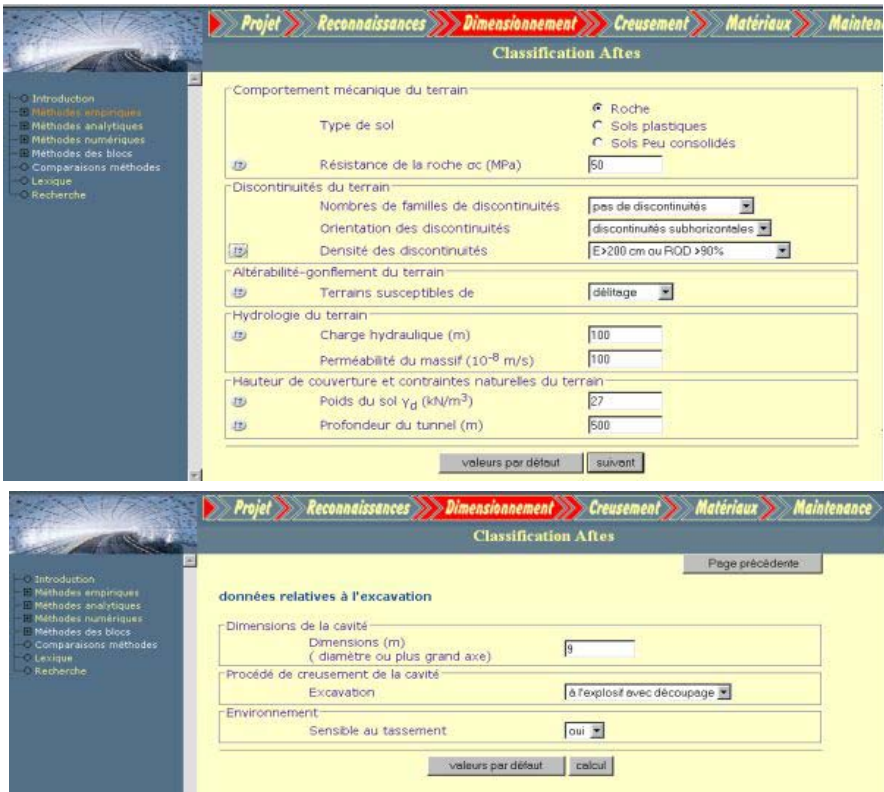 Projet Reconnaissances Dimensionnement Creusement Matériaux Mainten
Classification Aftes
Introduction
Méthodes empiriques
Méthodes analytiques
Méthodes numériques
Méthodes des blocs
Comparaisons méthodes
Lexique
Recherche
Comportement mécanique du terrain
Type de sol
Roche
Sols plastiques
Sols Peu consolidés
Résistance de la roche σc (MPa) 50
Discontinuités du terrain
Nombres de familles de discontinuités pas de discontinuités
Orientation des discontinuités discontinuités subhorizontales
Densité des discontinuités E>200 cm ou RQD >90%
Altérabilité-gonflement du terrain
Terrains susceptibles de délitage
Hydrologie du terrain
Charge hydraulique (m) 100
Perméabilité du massif (10⁻⁸ m/s) 100
Hauteur de couverture et contraintes naturelles du terrain
Poids du sol γd (kN/m³) 27
Profondeur du tunnel (m) 500
valeurs par défaut suivant
Projet Reconnaissances Dimensionnement Creusement Matériaux Maintenance
Classification Aftes
Page précédente
Introduction
Méthodes empiriques
Méthodes analytiques
Méthodes numériques
Méthodes des blocs
Comparaisons méthodes
Lexique
Recherche
données relatives à l'excavation
Dimensions de la cavité
Dimensions (m) 9
( diamètre ou plus grand axe)
Procédé de creusement de la cavité
Excavation à l'explosif avec découpage
Environnement
Sensible au tassement oui
valeurs par défaut calcul